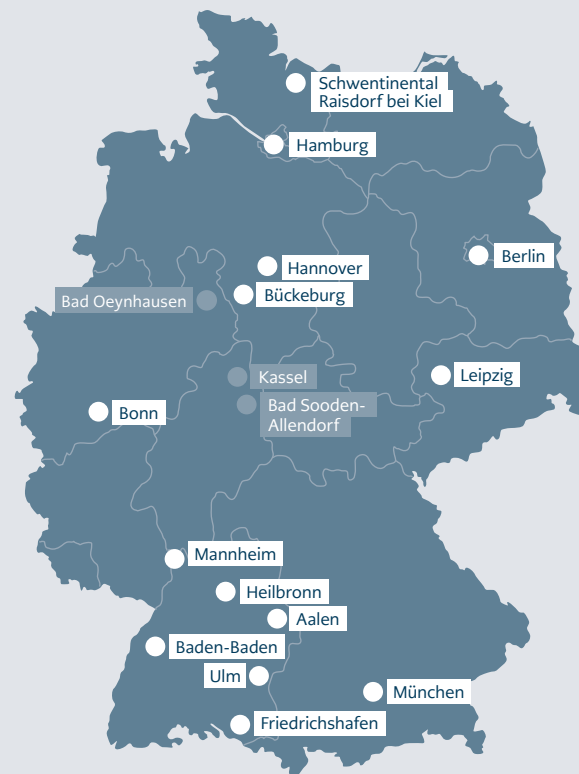 Schwentinental
Raisdorf bei Kiel
Hamburg
Berlin
Hannover
Bückeburg
Bad Oeynhausen
Kassel
Leipzig
Bad Sooden-
Allendorf
Bonn
Mannheim
Heilbronn
Aalen
Baden-Baden
Ulm
München
Friedrichshafen